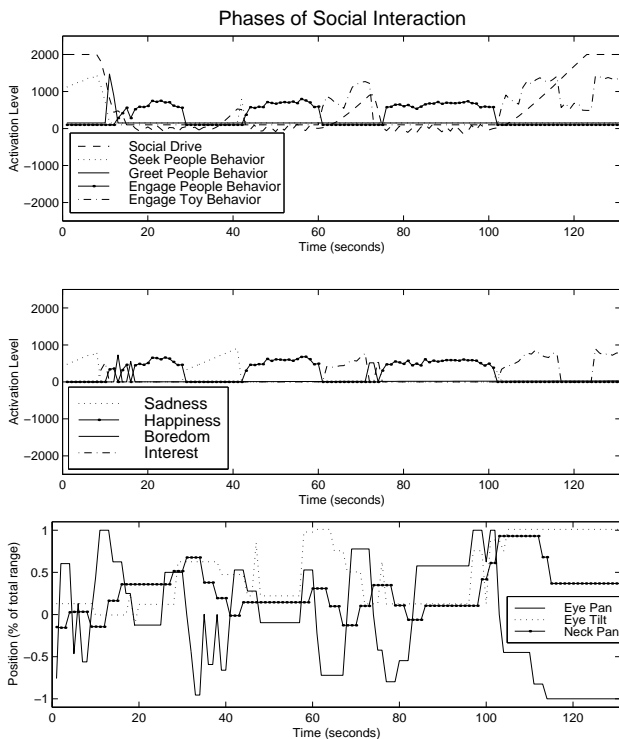 Phases of Social Interaction
2000
1000
0
−1000
−2000
Activation Level
Social Drive
Seek People Behavior
Greet People Behavior
Engage People Behavior
Engage Toy Behavior
0 20 40 60 80 100 120
Time (seconds)
2000
1000
0
−1000
−2000
Activation Level
Sadness
Happiness
Boredom
Interest
0 20 40 60 80 100 120
Time (seconds)
1
0.5
0
−0.5
−1
Position (% of total range)
Eye Pan
Eye Tilt
Neck Pan
0 20 40 60 80 100 120
Time (seconds)